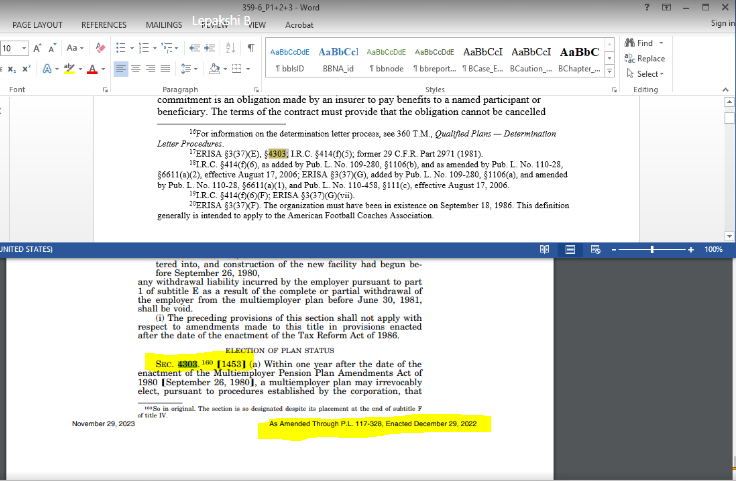 359-6_P1+2+3 - Word
Lepakshi B
PAGE LAYOUT REFERENCES MAILINGS REVIEW VIEW Acrobat Sign in
10 Aa
Find
Replace
Select
AaBbCcDdE AaBbCcI AaBbCcDdE AaBbCcDdE AaBbCcI AaBbCcI AaBbC
¶ bblsID BBNA_id ¶ bbnode ¶ bbreport... ¶ BCase_E... BCaution_... BChapter_...
Font Paragraph Styles Editing
commitment is an obligation made by an insurer to pay benefits to a named participant or
beneficiary. The terms of the contract must provide that the obligation cannot be cancelled
16For information on the determination letter process, see 360 T.M., Qualified Plans — Determination
Letter Procedures.
17ERISA §3(37)(E), §4303; I.R.C. §414(f)(5); former 29 C.F.R. Part 2971 (1981).
18I.R.C. §414(f)(6), as added by Pub. L. No. 109-280, §1106(b), and as amended by Pub. L. No. 110-28,
§6611(a)(2), effective August 17, 2006; ERISA §3(37)(G), added by Pub. L. No. 109-280, §1106(a), and amended
by Pub. L. No. 110-28, §6611(a)(1), and Pub. L. 110-458, §111(c), effective August 17, 2006.
19I.R.C. §414(f)(6)(F); ERISA §3(37)(G)(vii).
20ERISA §3(37)(F). The organization must have been in existence on September 18, 1986. This definition
generally is intended to apply to the American Football Coaches Association.
UNITED STATES) 100%
tered into, and construction of the new facility had begun be-
fore September 26, 1980,
any withdrawal liability incurred by the employer pursuant to part
1 of subtitle E as a result of the complete or partial withdrawal of
the employer from the multiemployer plan before June 30, 1981,
shall be void.
(i) The preceding provisions of this section shall not apply with
respect to amendments made to this title in provisions enacted
after the date of the enactment of the Tax Reform Act of 1986.
ELECTION OF PLAN STATUS
SEC. 4303. 160 [1453] (a) Within one year after the date of the
enactment of the Multiemployer Pension Plan Amendments Act of
1980 [September 26, 1980], a multiemployer plan may irrevocably
elect, pursuant to procedures established by the corporation, that
160 So in original. The section is so designated despite its placement at the end of subtitle F
of title IV.
November 29, 2023 As Amended Through P.L. 117-328, Enacted December 29, 2022